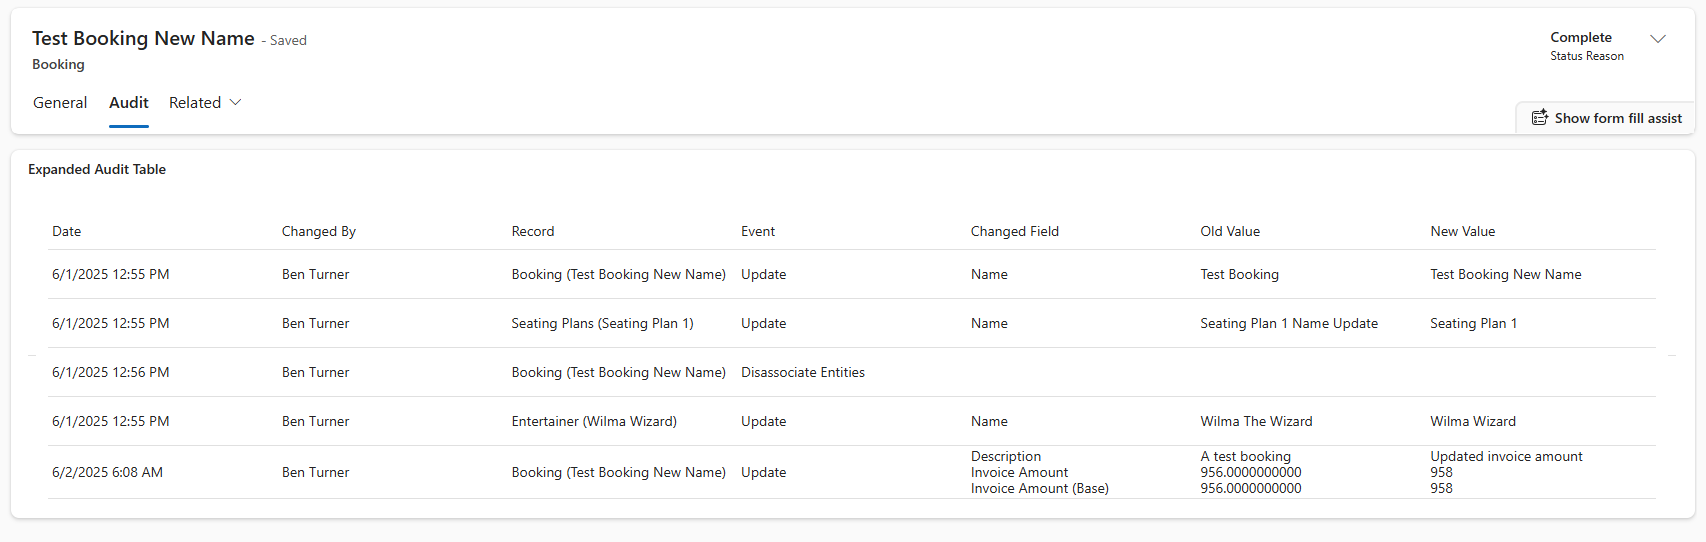 Test Booking New Name - Saved
Booking
Complete
Status Reason
General Audit Related
Show form fill assist
Expanded Audit Table
Date Changed By Record Event Changed Field Old Value New Value
6/1/2025 12:55 PM Ben Turner Booking (Test Booking New Name) Update Name Test Booking Test Booking New Name
6/1/2025 12:55 PM Ben Turner Seating Plans (Seating Plan 1) Update Name Seating Plan 1 Name Update Seating Plan 1
6/1/2025 12:56 PM Ben Turner Booking (Test Booking New Name) Disassociate Entities
6/1/2025 12:55 PM Ben Turner Entertainer (Wilma Wizard) Update Name Wilma The Wizard Wilma Wizard
Description A test booking Updated invoice amount
6/2/2025 6:08 AM Ben Turner Booking (Test Booking New Name) Update Invoice Amount 956.0000000000 958
Invoice Amount (Base) 956.0000000000 958